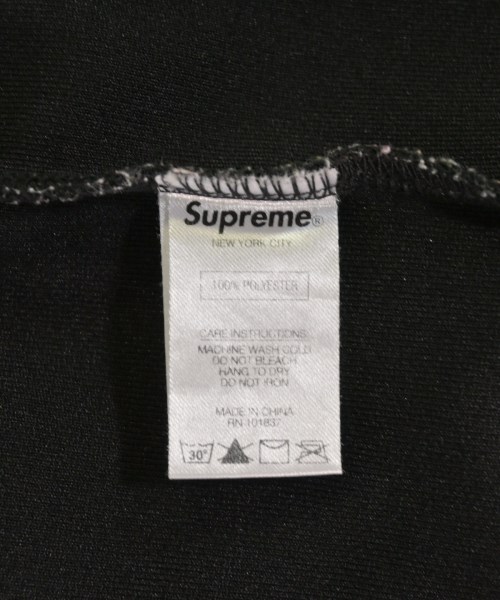 Supreme®
NEW YORK CITY
100% POLYESTER
CARE INSTRUCTIONS:
MACHINE WASH COLD
DO NOT BLEACH
HANG TO DRY
DO NOT IRON
MADE IN CHINA
RN 101837
30°